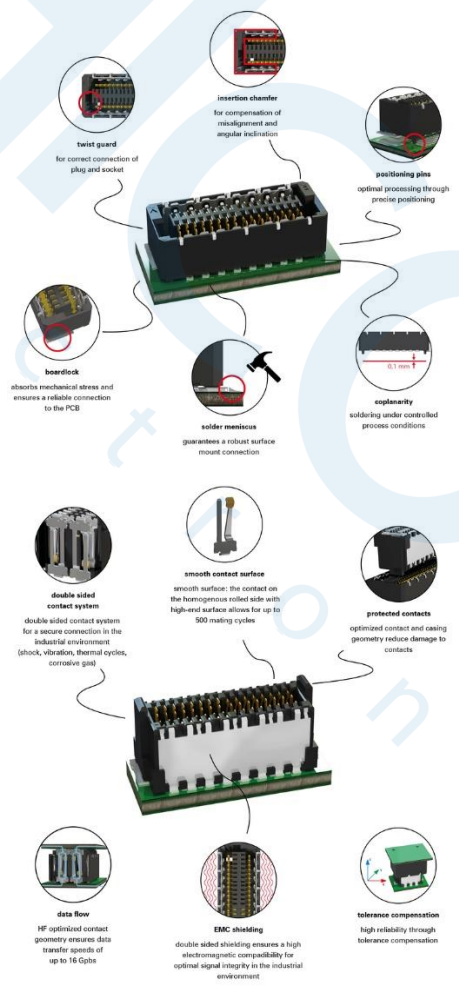 insertion chamfer
for compensation of
misalignment and
angular inclination
twist guard
for correct connection of
plug and socket
positioning pins
optimal processing through
precise positioning
boardlock
absorbs mechanical stress and
ensures a reliable connection
to the PCB
solder meniscus
guarantees a robust surface
mount connection
0,1 mm
coplanarity
soldering under controlled
process conditions
double sided
contact system
double sided contact system
for a secure connection in the
industrial environment
(shock, vibration, thermal cycles,
corrosive gas)
smooth contact surface
smooth surface: the contact on
the homogenous rolled side with
high-end surface allows for up to
500 mating cycles
protected contacts
optimized contact and casing
geometry reduce damage to
contacts
data flow
HF optimized contact
geometry ensures data
transfer speeds of
up to 16 Gpbs
EMC shielding
double sided shielding ensures a high
electromagnetic compadibility for
optimal signal integrity in the industrial
environment
tolerance compensation
high reliability through
tolerance compensation